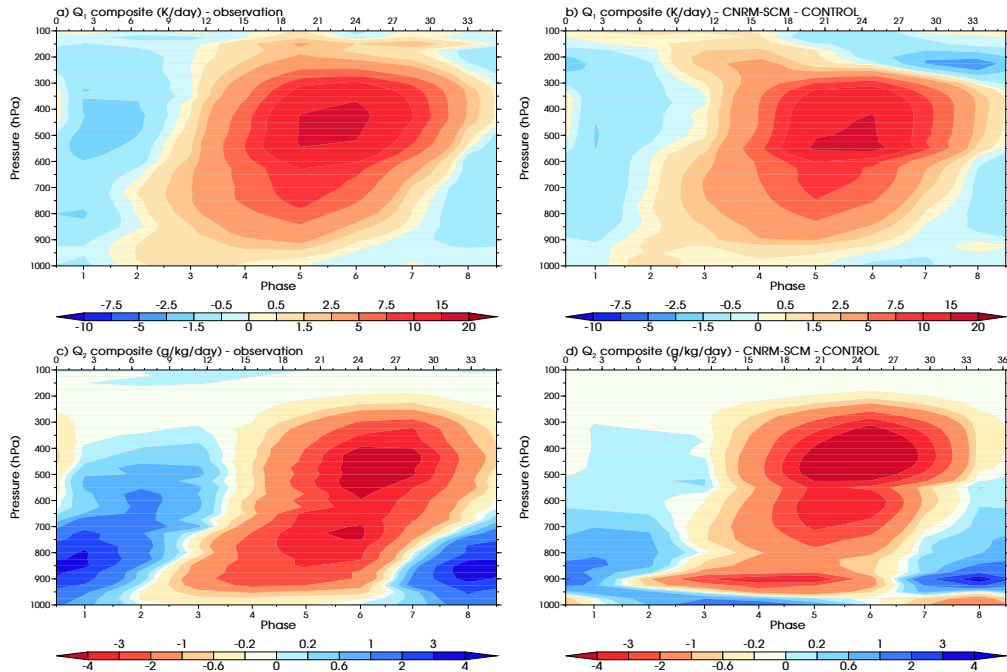 a) Q1 composite (K/day) - observation
0 3 6 9 12 15 18 21 24 27 30 33
100
200
300
400
500
600
700
800
900
1000
Pressure (hPa)
1 2 3 4 5 6 7 8
Phase
-7.5 -2.5 -0.5 0.5 2.5 7.5 15
-10 -5 -1.5 0 1.5 5 10 20
b) Q1 composite (K/day) - CNRM-SCM - CONTROL
0 3 6 9 12 15 18 21 24 27 30 33 36
100
200
300
400
500
600
700
800
900
1000
Pressure (hPa)
1 2 3 4 5 6 7 8
Phase
-7.5 -2.5 -0.5 0.5 2.5 7.5 15
-10 -5 -1.5 0 1.5 5 10 20
c) Q2 composite (g/kg/day) - observation
0 3 6 9 12 15 18 21 24 27 30 33
100
200
300
400
500
600
700
800
900
1000
Pressure (hPa)
1 2 3 4 5 6 7 8
Phase
-3 -1 -0.2 0.2 1 3
-4 -2 -0.6 0 0.6 2 4
d) Q2 composite (g/kg/day) - CNRM-SCM - CONTROL
0 3 6 9 12 15 18 21 24 27 30 33 36
100
200
300
400
500
600
700
800
900
1000
Pressure (hPa)
1 2 3 4 5 6 7 8
Phase
-3 -1 -0.2 0.2 1 3
-4 -2 -0.6 0 0.6 2 4